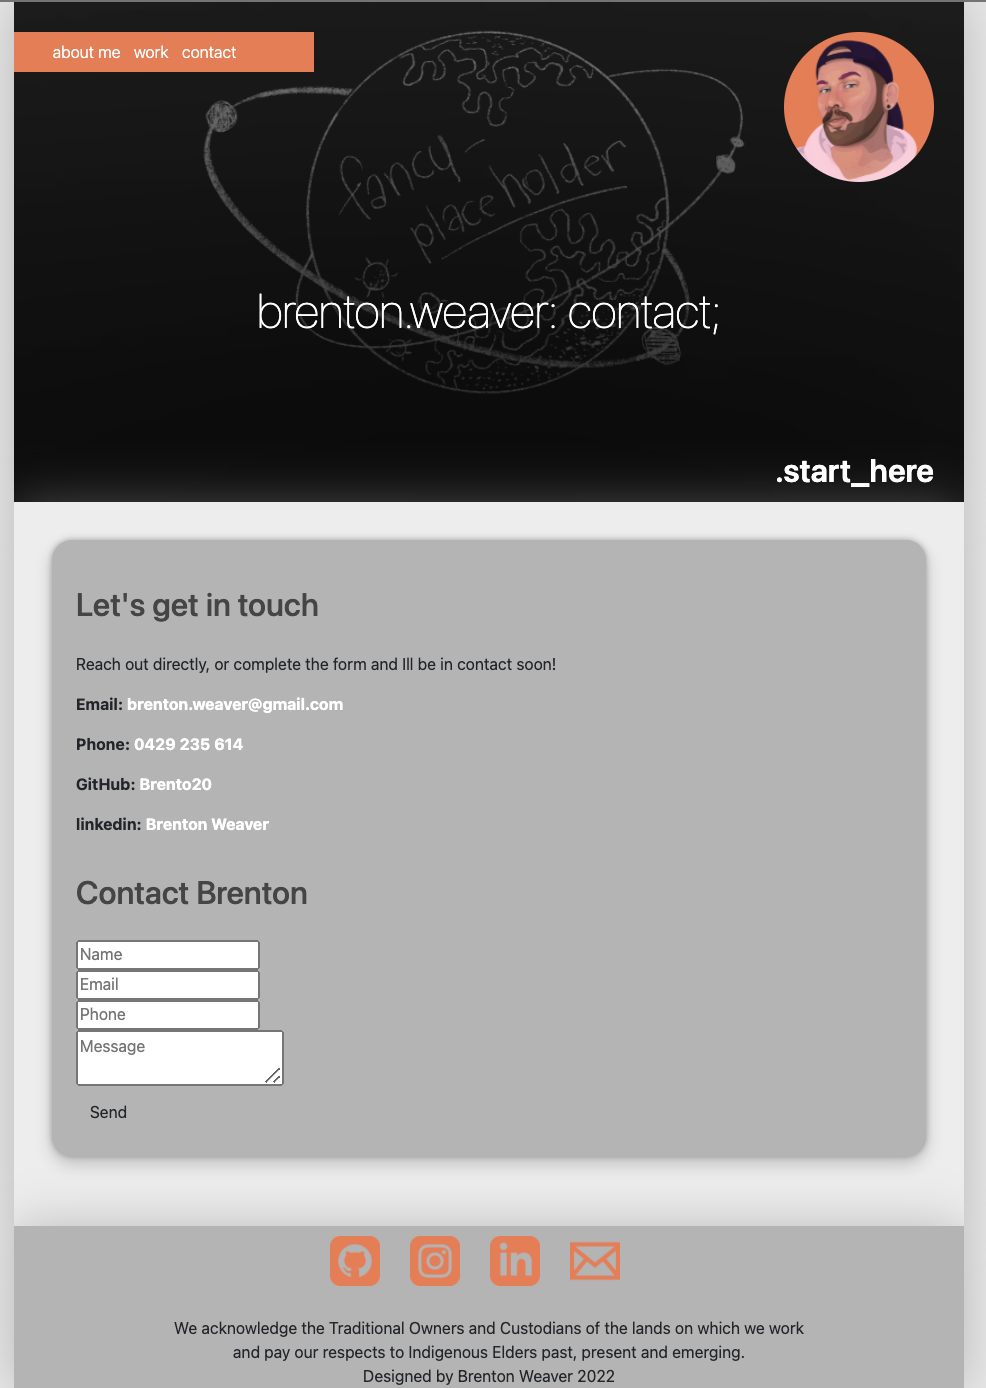 about me work contact
fancy-
place holder
brenton.weaver: contact;
.start_here
Let's get in touch
Reach out directly, or complete the form and Ill be in contact soon!
Email: brenton.weaver@gmail.com
Phone: 0429 235 614
GitHub: Brento20
linkedin: Brenton Weaver
Contact Brenton
Name
Email
Phone
Message
Send
in
We acknowledge the Traditional Owners and Custodians of the lands on which we work
and pay our respects to Indigenous Elders past, present and emerging.
Designed by Brenton Weaver 2022